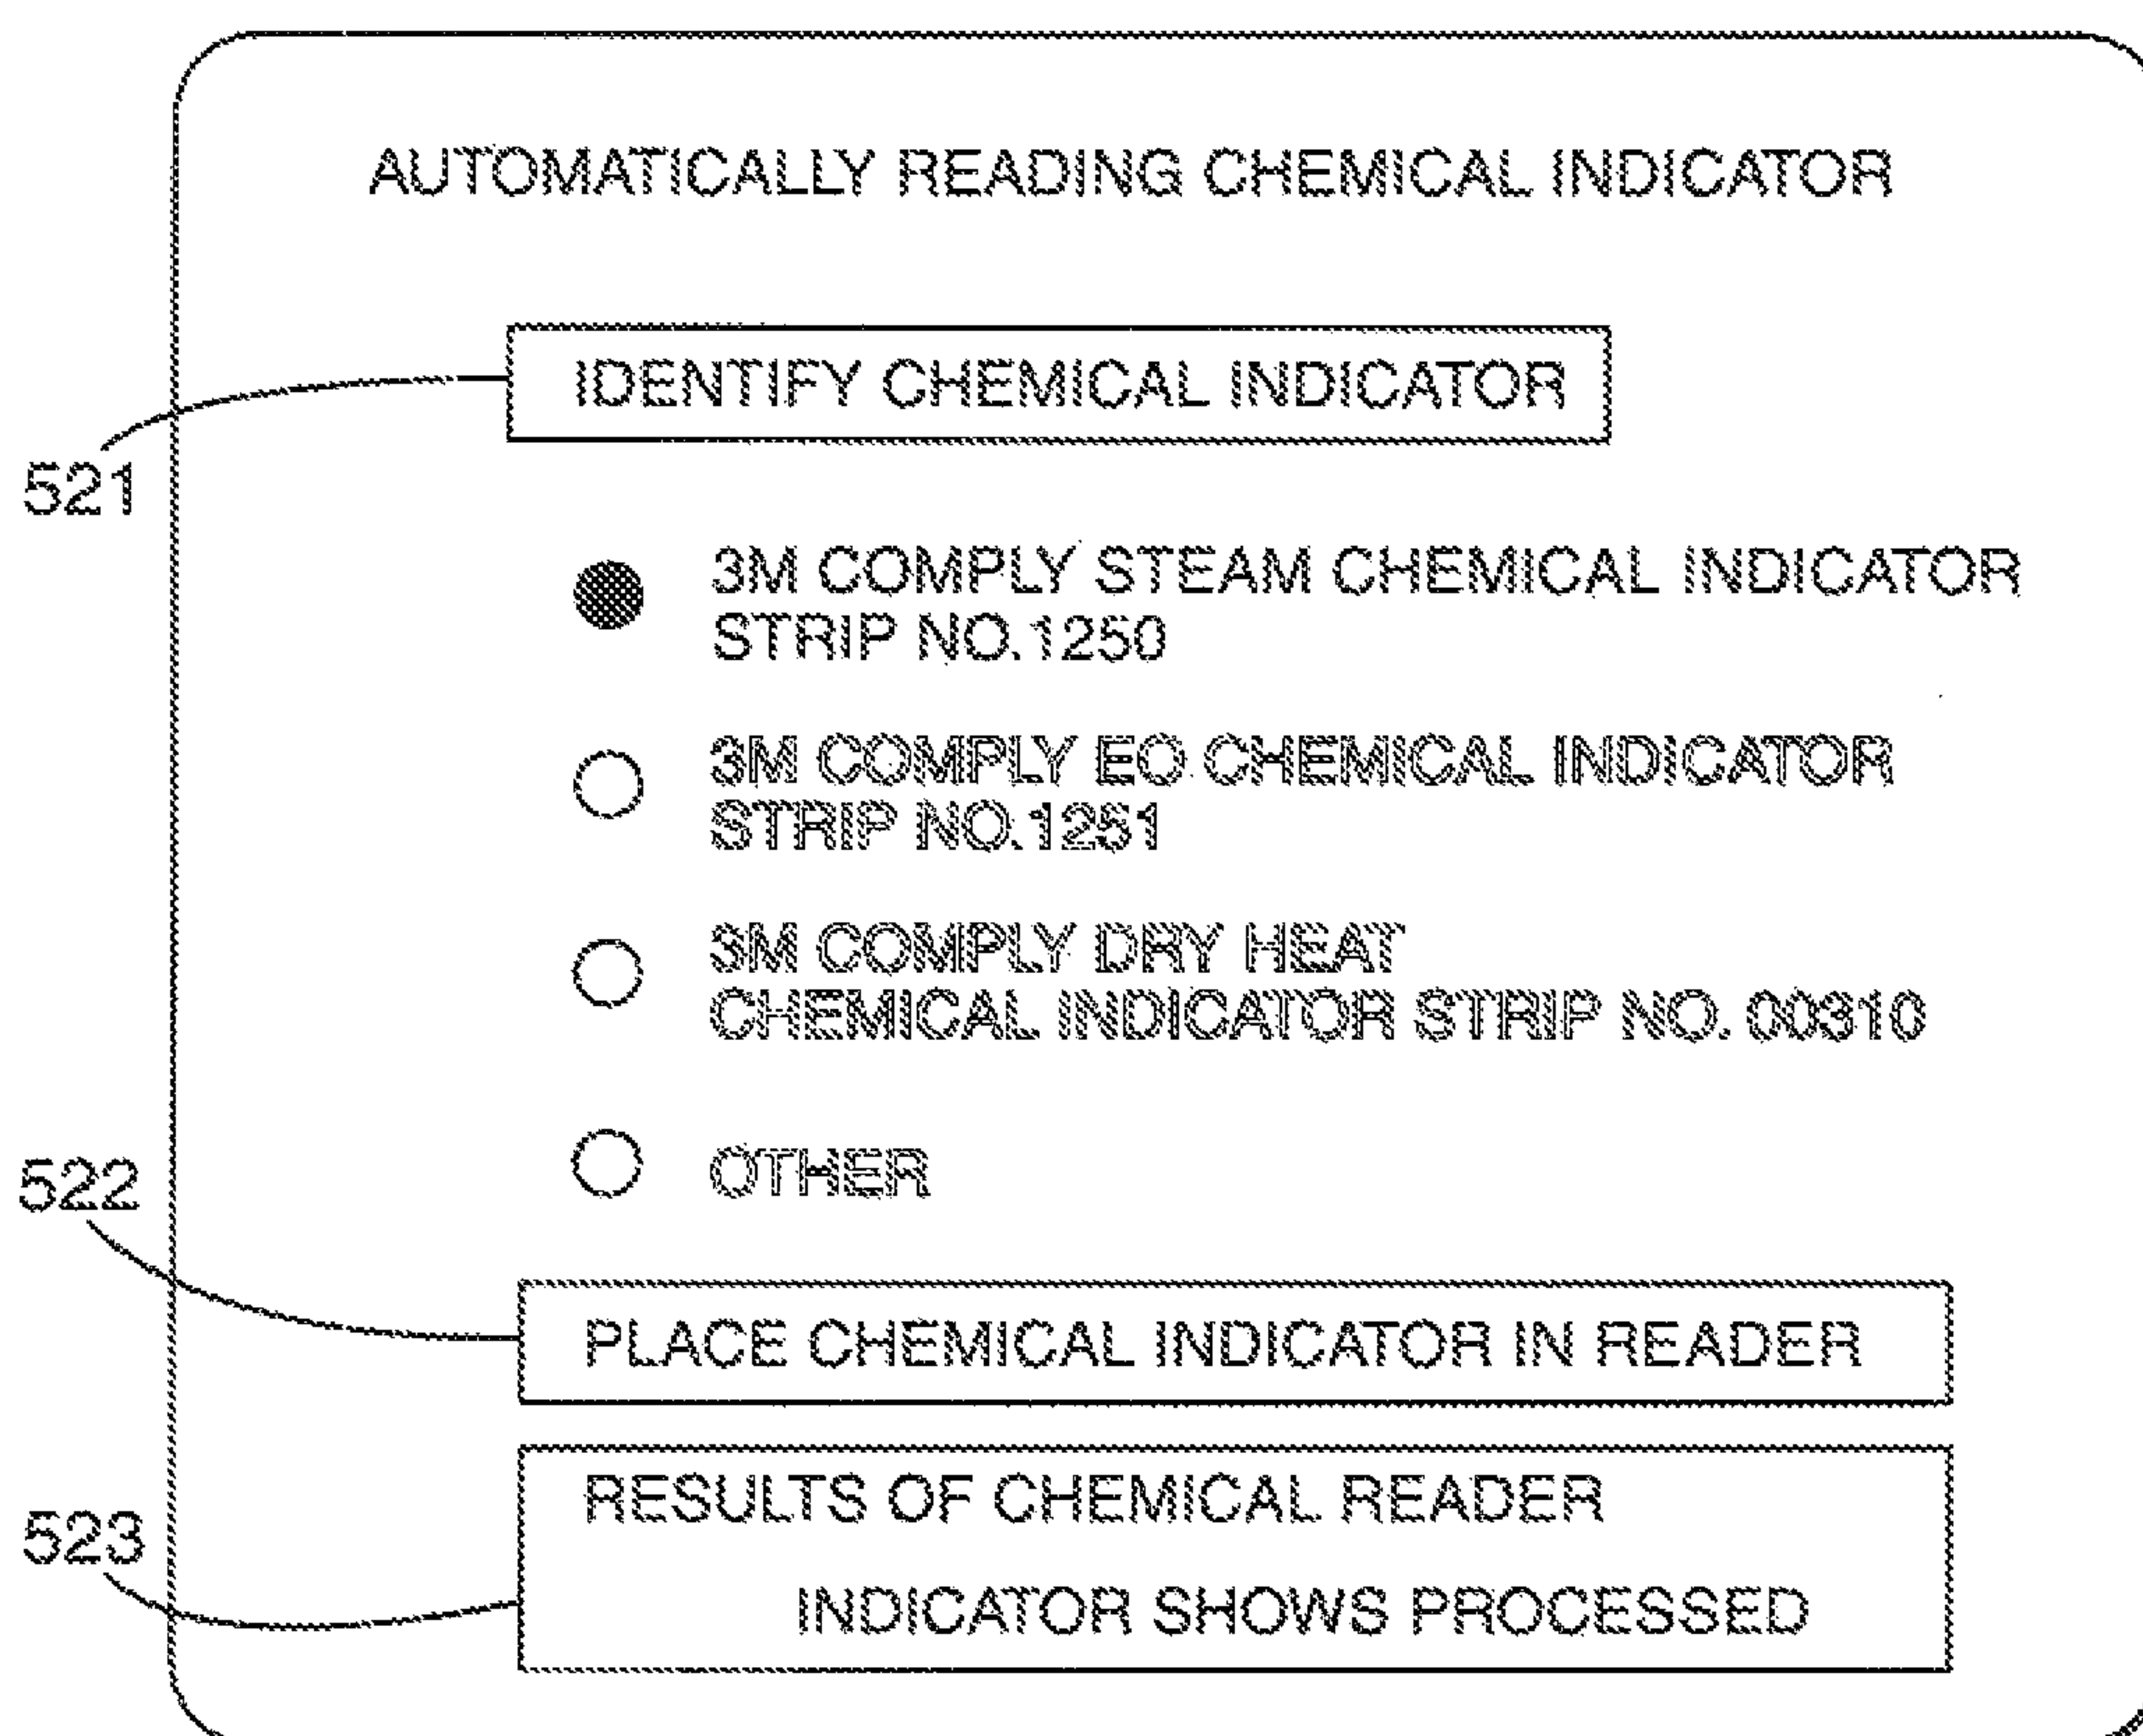 AUTOMATICALLY READING CHEMICAL INDICATOR
IDENTIFY CHEMICAL INDICATOR
521
3M COMPLY STEAM CHEMICAL INDICATOR
STRIP NO.1250
3M COMPLY EO CHEMICAL INDICATOR
STRIP NO.1251
3M COMPLY DRY HEAT
CHEMICAL INDICATOR STRIP NO. 00310
OTHER
522
PLACE CHEMICAL INDICATOR IN READER
RESULTS OF CHEMICAL READER
523
INDICATOR SHOWS PROCESSED